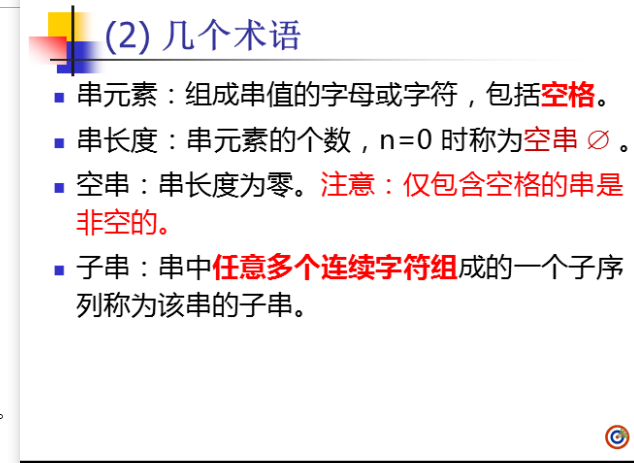 (2) 几个术语
串元素：组成串值的字母或字符，包括空格。
串长度：串元素的个数，n=0 时称为空串 ∅ 。
空串：串长度为零。注意：仅包含空格的串是
非空的。
子串：串中任意多个连续字符组成的一个子序
列称为该串的子串。
。